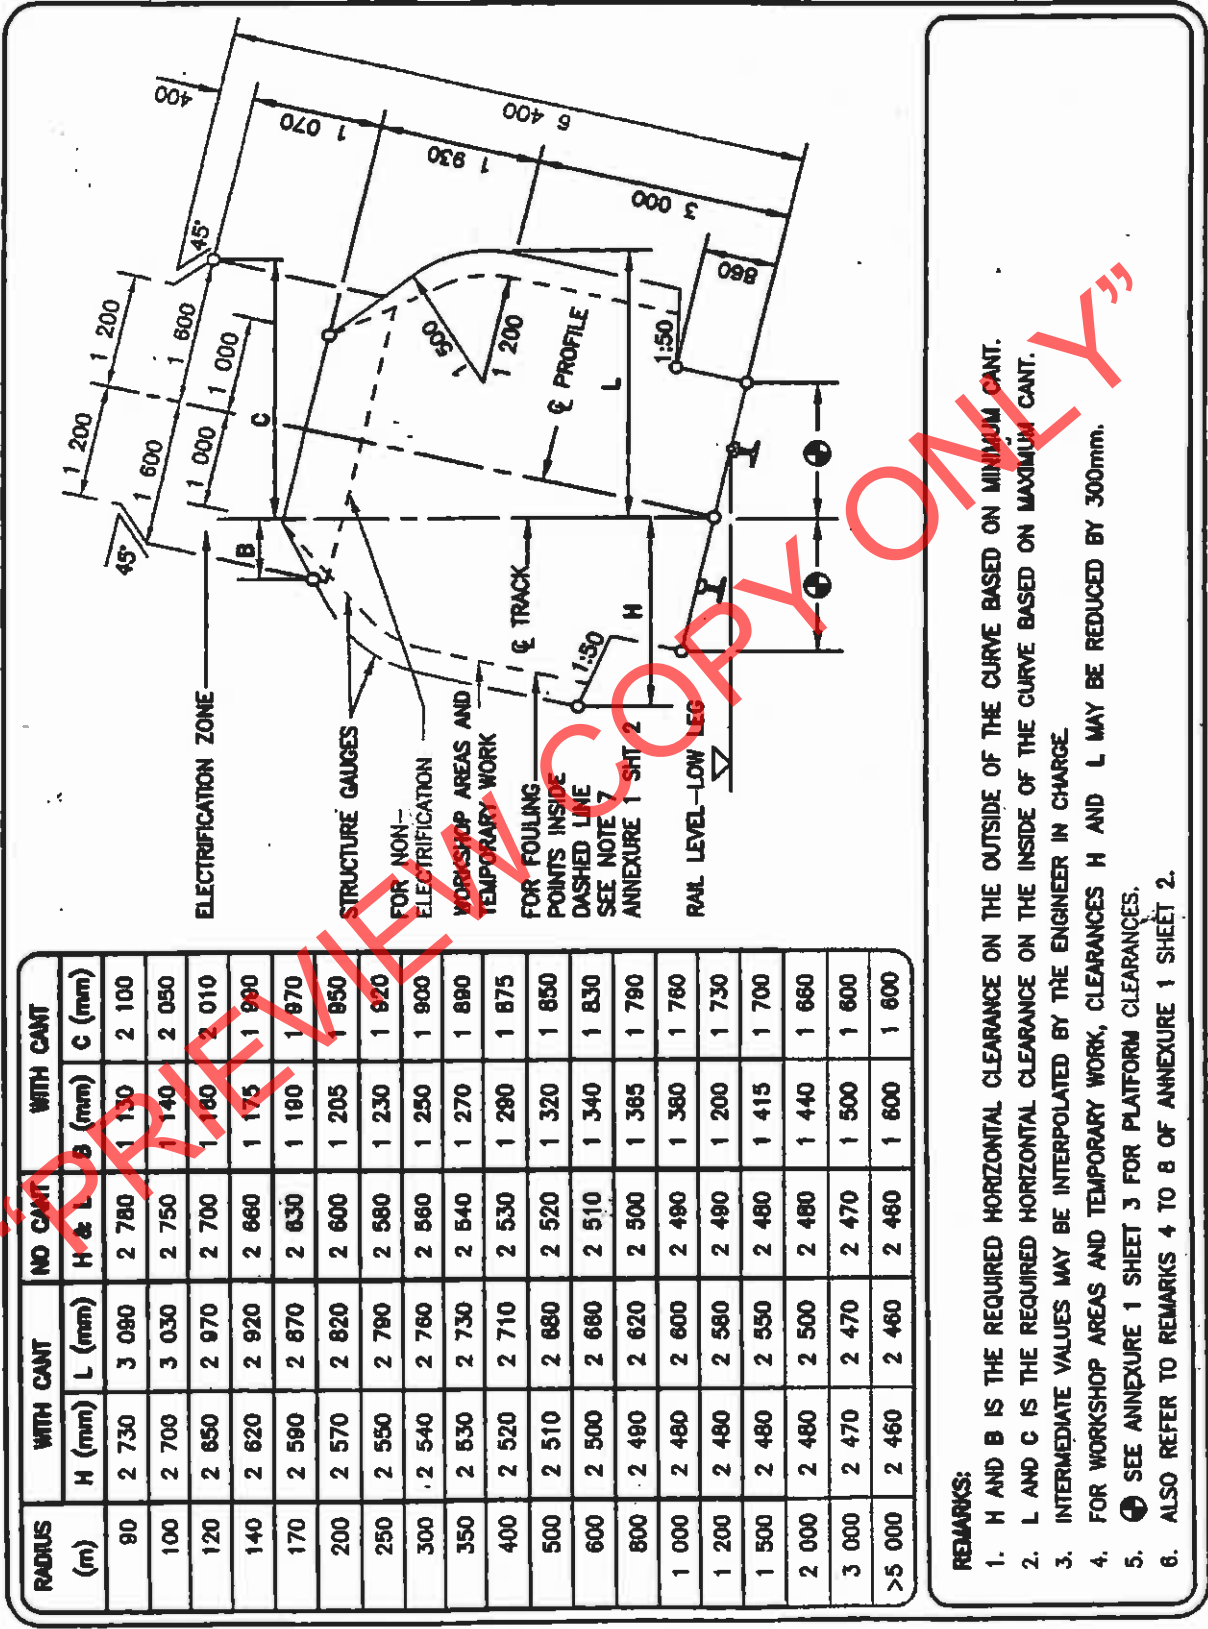 RADIUS WITH CANT NO CANT WITH CANT
(m) H (mm) L (mm) H & L B (mm) C (mm)
90 2 730 3 090 2 780 1 130 2 100
100 2 700 3 030 2 750 1 140 2 050
120 2 650 2 970 2 700 1 160 2 010
140 2 620 2 920 2 660 1 175 1 990
170 2 590 2 870 2 630 1 190 1 970
200 2 570 2 820 2 600 1 205 1 950
250 2 550 2 790 2 580 1 230 1 920
300 2 540 2 760 2 560 1 250 1 900
350 2 530 2 730 2 540 1 270 1 890
400 2 520 2 710 2 530 1 290 1 875
500 2 510 2 680 2 520 1 320 1 850
600 2 500 2 660 2 510 1 340 1 830
800 2 490 2 620 2 500 1 365 1 790
1 000 2 480 2 600 2 490 1 380 1 760
1 200 2 480 2 580 2 490 1 200 1 730
1 500 2 480 2 550 2 480 1 415 1 700
2 000 2 480 2 500 2 480 1 440 1 660
3 000 2 470 2 470 2 470 1 500 1 600
>5 000 2 460 2 460 2 460 1 600 1 600
ELECTRIFICATION ZONE
STRUCTURE GAUGES
FOR NON-
ELECTRIFICATION
WORKSHOP AREAS AND
TEMPORARY WORK
FOR FOULING
POINTS INSIDE
DASHED LINE
SEE NOTE 7
ANNEXURE 1 SHT 2
RAIL LEVEL-LOW LEG
45°
1 200
1 200
1 600
1 600
1 000
1 000
45°
400
B
C
1 070
1 930
6 400
3 000
860
1 500
1 200
℄ PROFILE
℄ TRACK
L
H
1:50
1:50
REMARKS:
1. H AND B IS THE REQUIRED HORIZONTAL CLEARANCE ON THE OUTSIDE OF THE CURVE BASED ON MINIMUM CANT.
2. L AND C IS THE REQUIRED HORIZONTAL CLEARANCE ON THE INSIDE OF THE CURVE BASED ON MAXIMUM CANT.
3. INTERMEDIATE VALUES MAY BE INTERPOLATED BY THE ENGINEER IN CHARGE
4. FOR WORKSHOP AREAS AND TEMPORARY WORK, CLEARANCES H AND L MAY BE REDUCED BY 300mm.
5. SEE ANNEXURE 1 SHEET 3 FOR PLATFORM CLEARANCES.
6. ALSO REFER TO REMARKS 4 TO 8 OF ANNEXURE 1 SHEET 2.
“PREVIEW COPY ONLY”